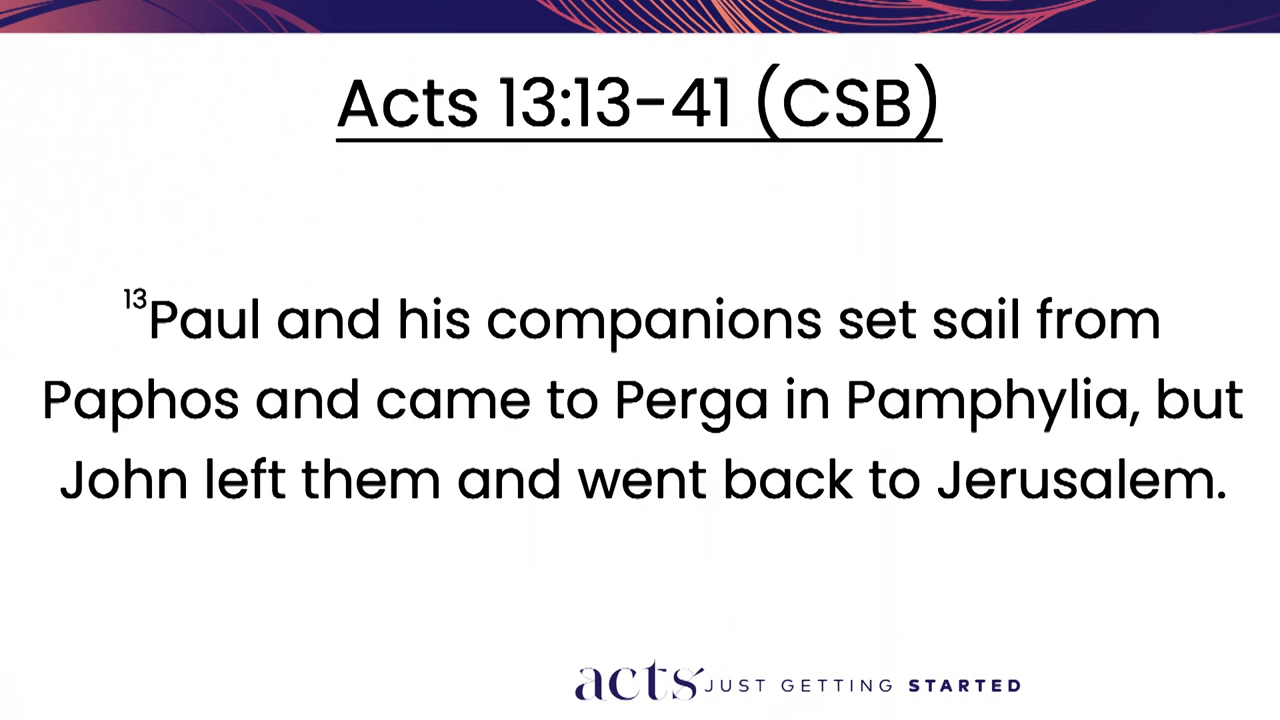 Acts 13:13-41 (CSB)
13Paul and his companions set sail from
Paphos and came to Perga in Pamphylia, but
John left them and went back to Jerusalem.
acts JUST GETTING STARTED